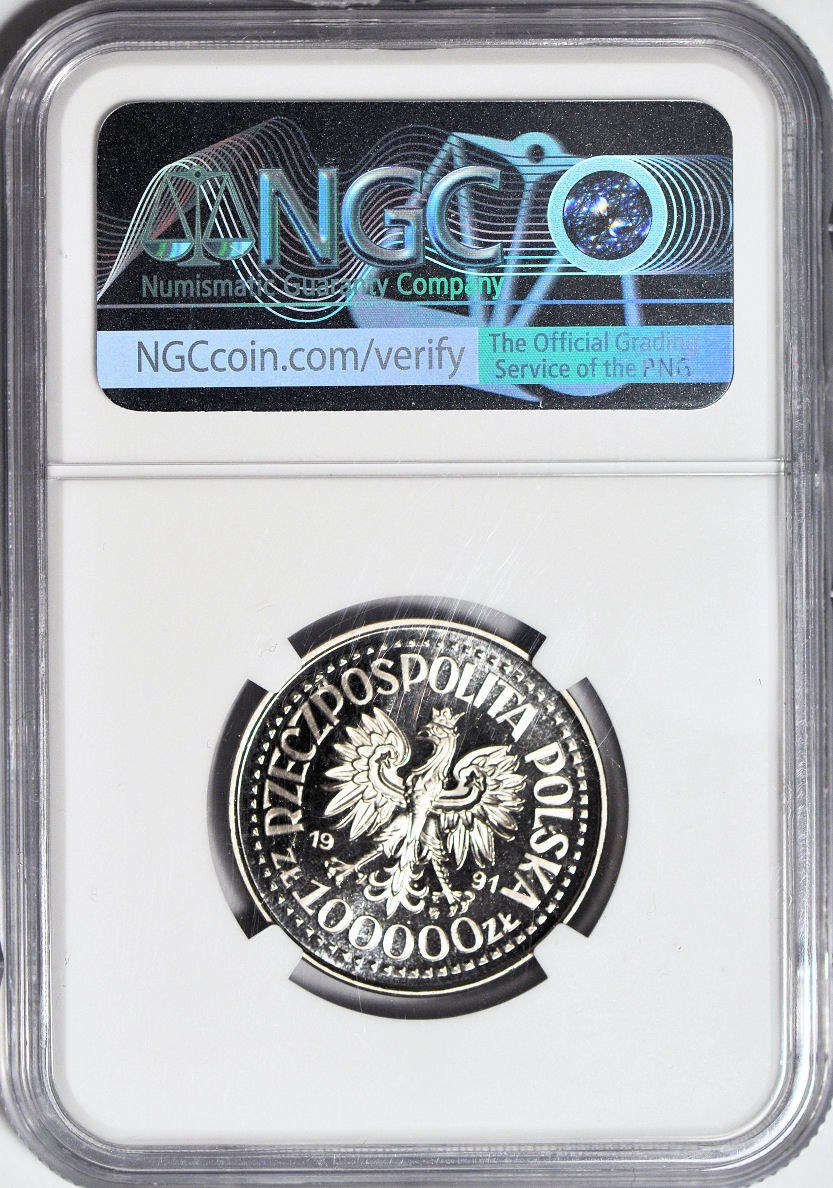 NGC
Numismatic Guaranty Company
NGCcoin.com/verify
The Official Grading
Service of the PNG
RZECZPOSPOLITA POLSKA
19 91
ZŁ 100000 ZŁ